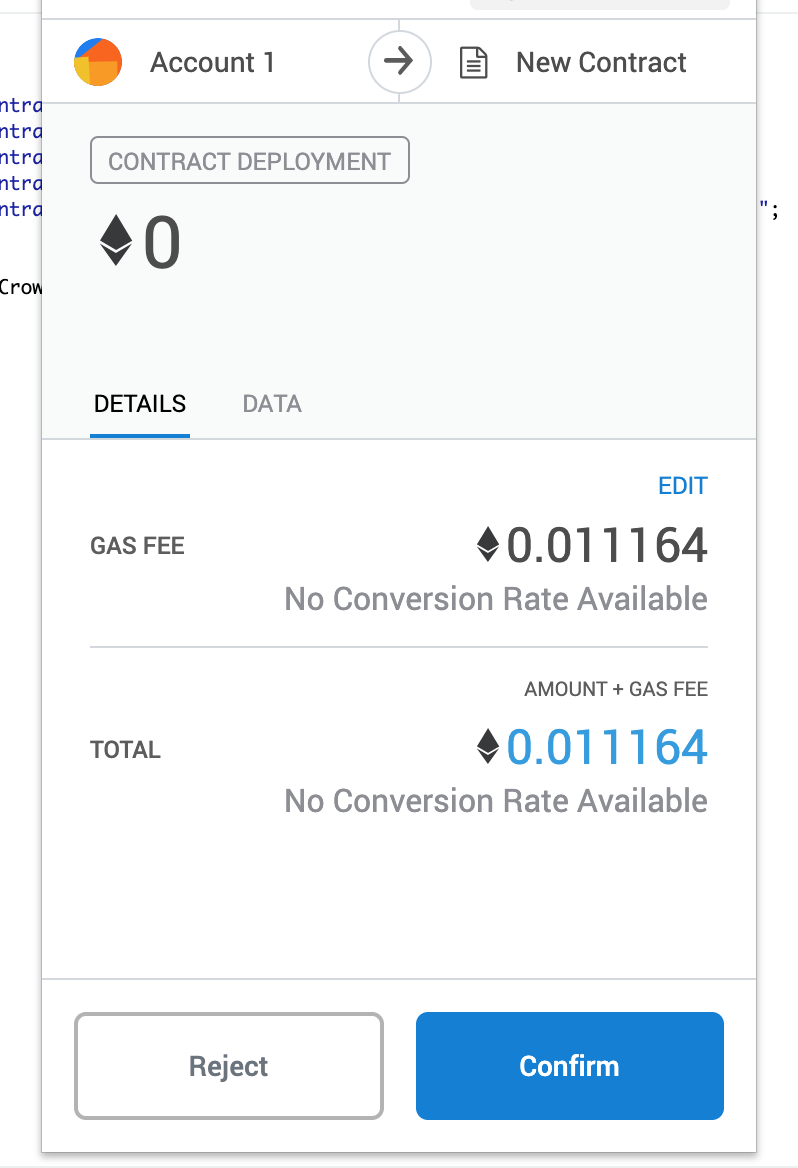 Account 1
New Contract
ntra
ntra
ntra
ntra
ntra
";
CONTRACT DEPLOYMENT
0
Crow
DETAILS
DATA
EDIT
GAS FEE
0.011164
No Conversion Rate Available
AMOUNT + GAS FEE
TOTAL
0.011164
No Conversion Rate Available
Reject
Confirm